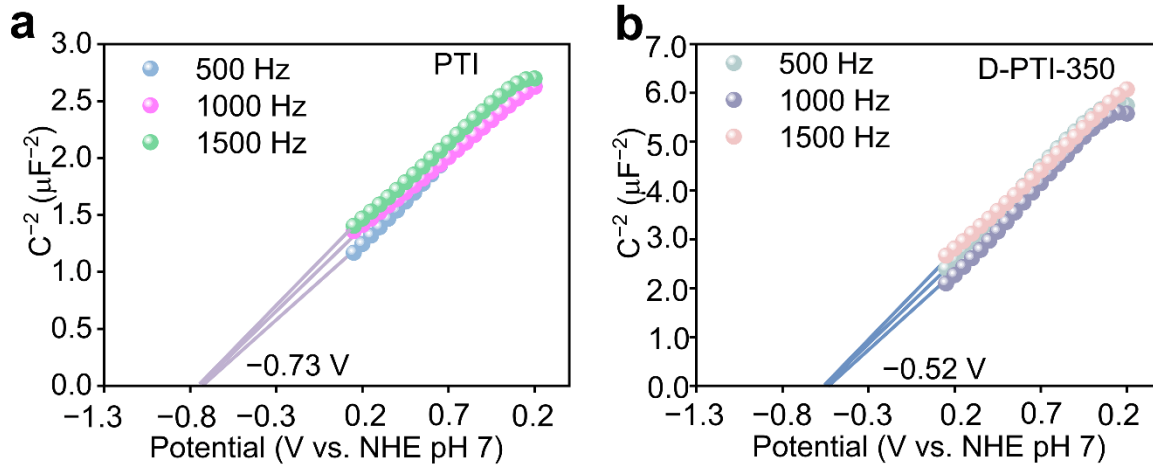 a
3.0
2.5
2.0
1.5
1.0
0.5
0.0
C⁻² (μF⁻²)
500 Hz
1000 Hz
1500 Hz
PTI
−0.73 V
−1.3 −0.8 0.2 0.2 0.7 0.2
Potential (V vs. NHE pH 7)
b
7.0
6.0
5.0
4.0
3.0
2.0
1.0
0.0
C⁻² (μF⁻²)
500 Hz
1000 Hz
1500 Hz
D-PTI-350
−0.52 V
−1.3 −0.8 −0.3 0.2 0.7 0.2
Potential (V vs. NHE pH 7)